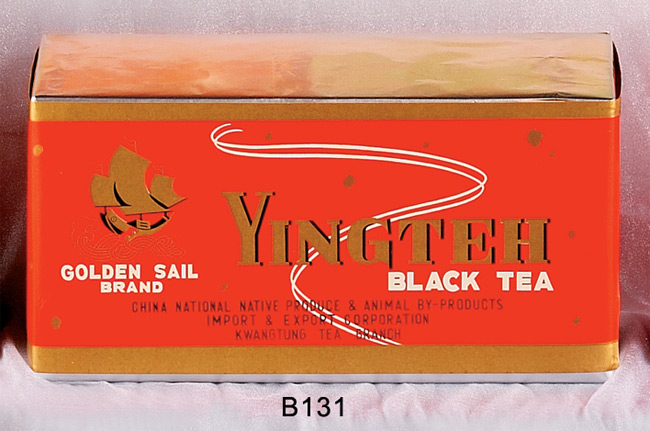 YINGTEH
GOLDEN SAIL
BRAND
BLACK TEA
CHINA NATIONAL NATIVE PRODUCE & ANIMAL BY-PRODUCTS
IMPORT & EXPORT CORPORATION
KWANGTUNG TEA BRANCH
B131